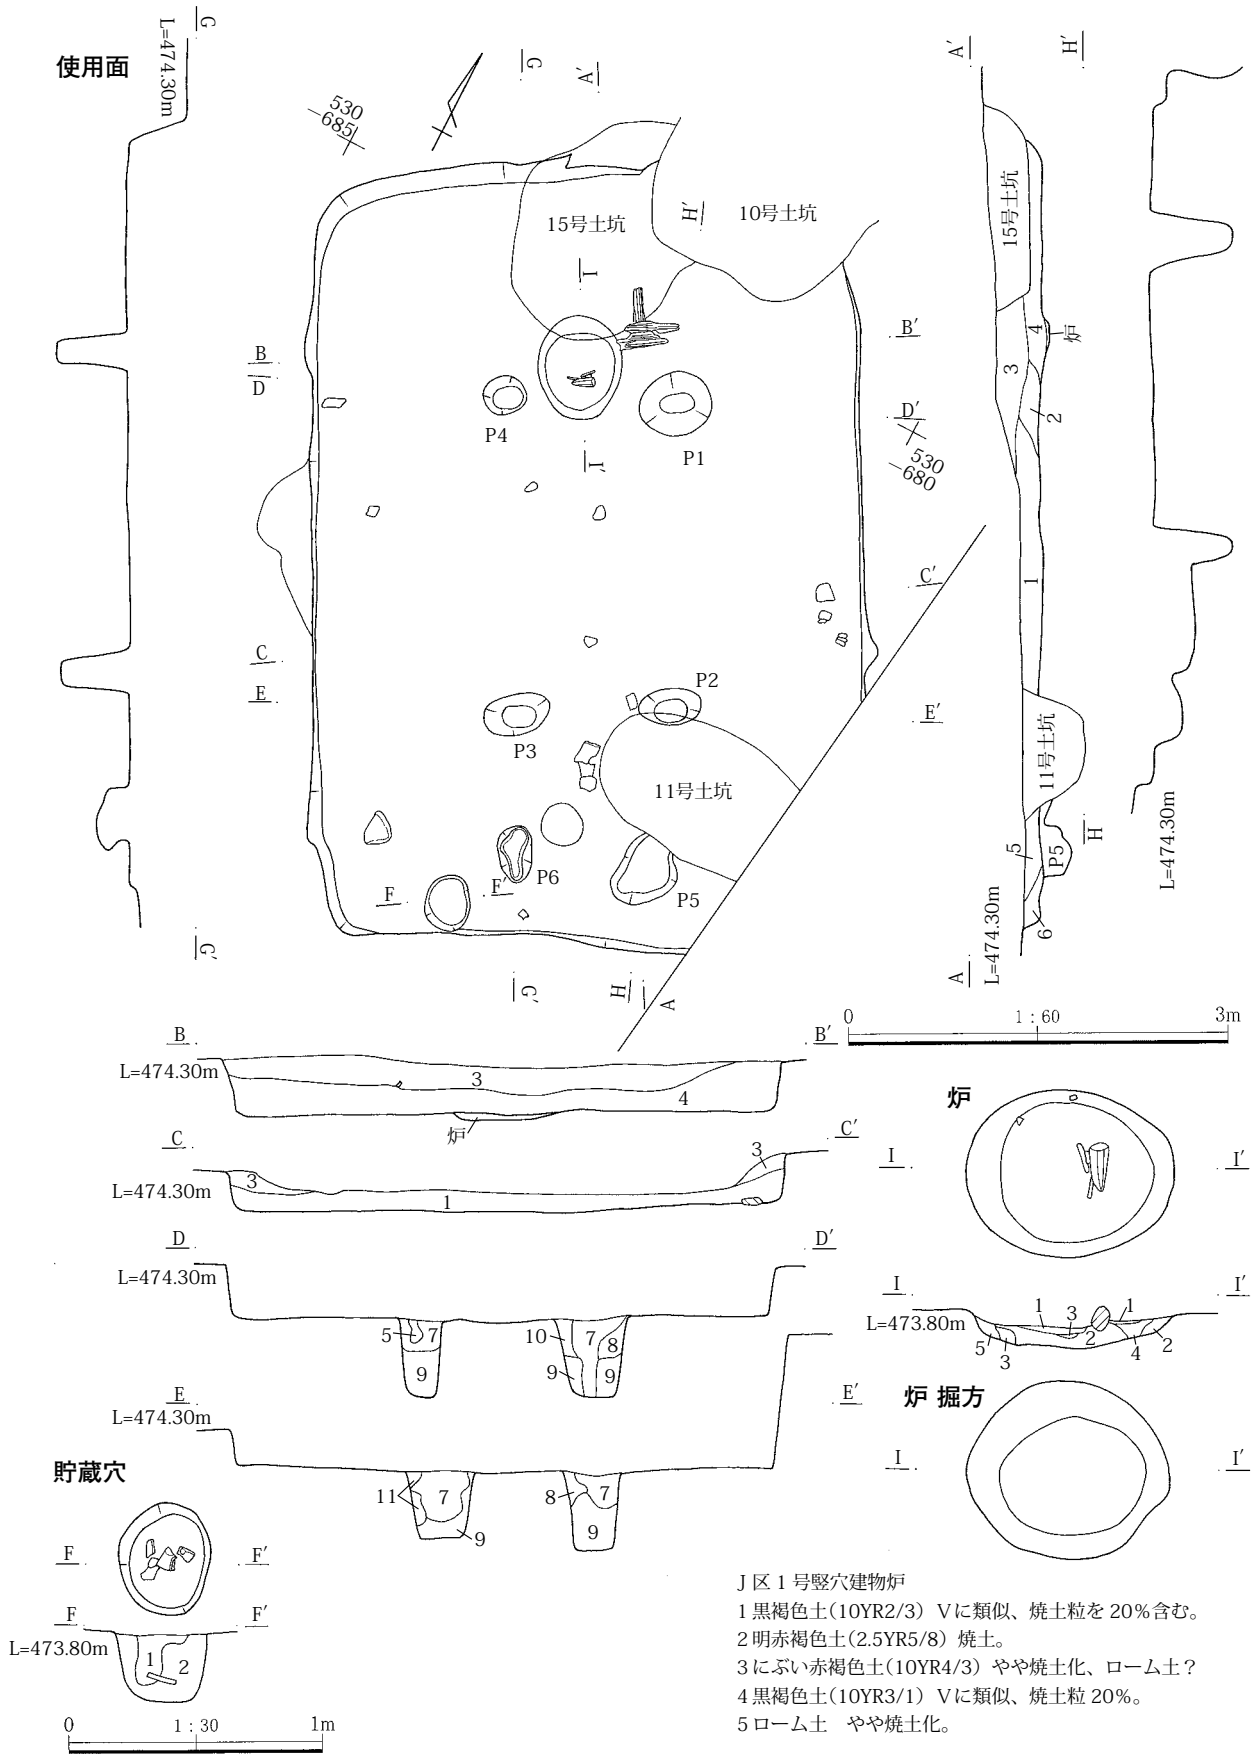 使用面
L=474.30m
G
G
A′
A′
H′
530
−685
15号土坑
H′
10号土坑
I
15号土坑
B
D
B′
4
炉
3
2
P4
P1
D′
I′
530
−680
C′
1
C
E
P2
E′
P3
11号土坑
11号土坑
L=474.30m
H
5
P5
P6
F
F′
P5
6
L=474.30m
A
G′
G′
H
A
0
1:60
3m
B
B′
L=474.30m
3
4
炉
C
C′
L=474.30m
3
3
1
D
D′
L=474.30m
5
7
10
7
8
9
9
9
E
E′
L=474.30m
11
7
8
7
9
9
炉
I
I′
I
I′
L=473.80m
1
3
1
5
3
2
4
2
炉 掘方
I
I′
貯蔵穴
F
F′
F
F′
L=473.80m
1
2
0
1:30
1m
J区1号竪穴建物炉
1 黒褐色土(10YR2/3) Ⅴに類似、焼土粒を20%含む。
2 明赤褐色土(2.5YR5/8) 焼土。
3 にぶい赤褐色土(10YR4/3) やや焼土化、ローム土?
4 黒褐色土(10YR3/1) Ⅴに類似、焼土粒20%。
5 ローム土　やや焼土化。